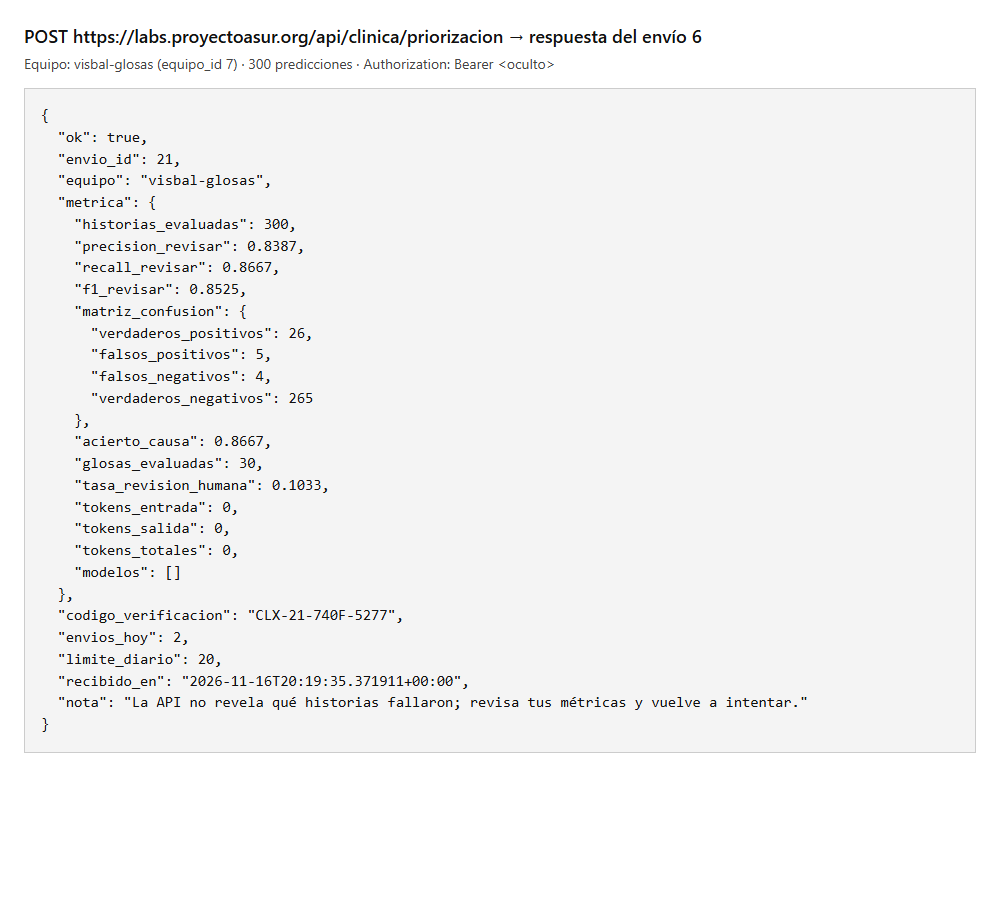 POST https://labs.proyectoasur.org/api/clinica/priorizacion → respuesta del envío 6
Equipo: visbal-glosas (equipo_id 7) · 300 predicciones · Authorization: Bearer <oculto>
{
  "ok": true,
  "envio_id": 21,
  "equipo": "visbal-glosas",
  "metrica": {
    "historias_evaluadas": 300,
    "precision_revisar": 0.8387,
    "recall_revisar": 0.8667,
    "f1_revisar": 0.8525,
    "matriz_confusion": {
      "verdaderos_positivos": 26,
      "falsos_positivos": 5,
      "falsos_negativos": 4,
      "verdaderos_negativos": 265
    },
    "acierto_causa": 0.8667,
    "glosas_evaluadas": 30,
    "tasa_revision_humana": 0.1033,
    "tokens_entrada": 0,
    "tokens_salida": 0,
    "tokens_totales": 0,
    "modelos": []
  },
  "codigo_verificacion": "CLX-21-740F-5277",
  "envios_hoy": 2,
  "limite_diario": 20,
  "recibido_en": "2026-11-16T20:19:35.371911+00:00",
  "nota": "La API no revela qué historias fallaron; revisa tus métricas y vuelve a intentar."
}